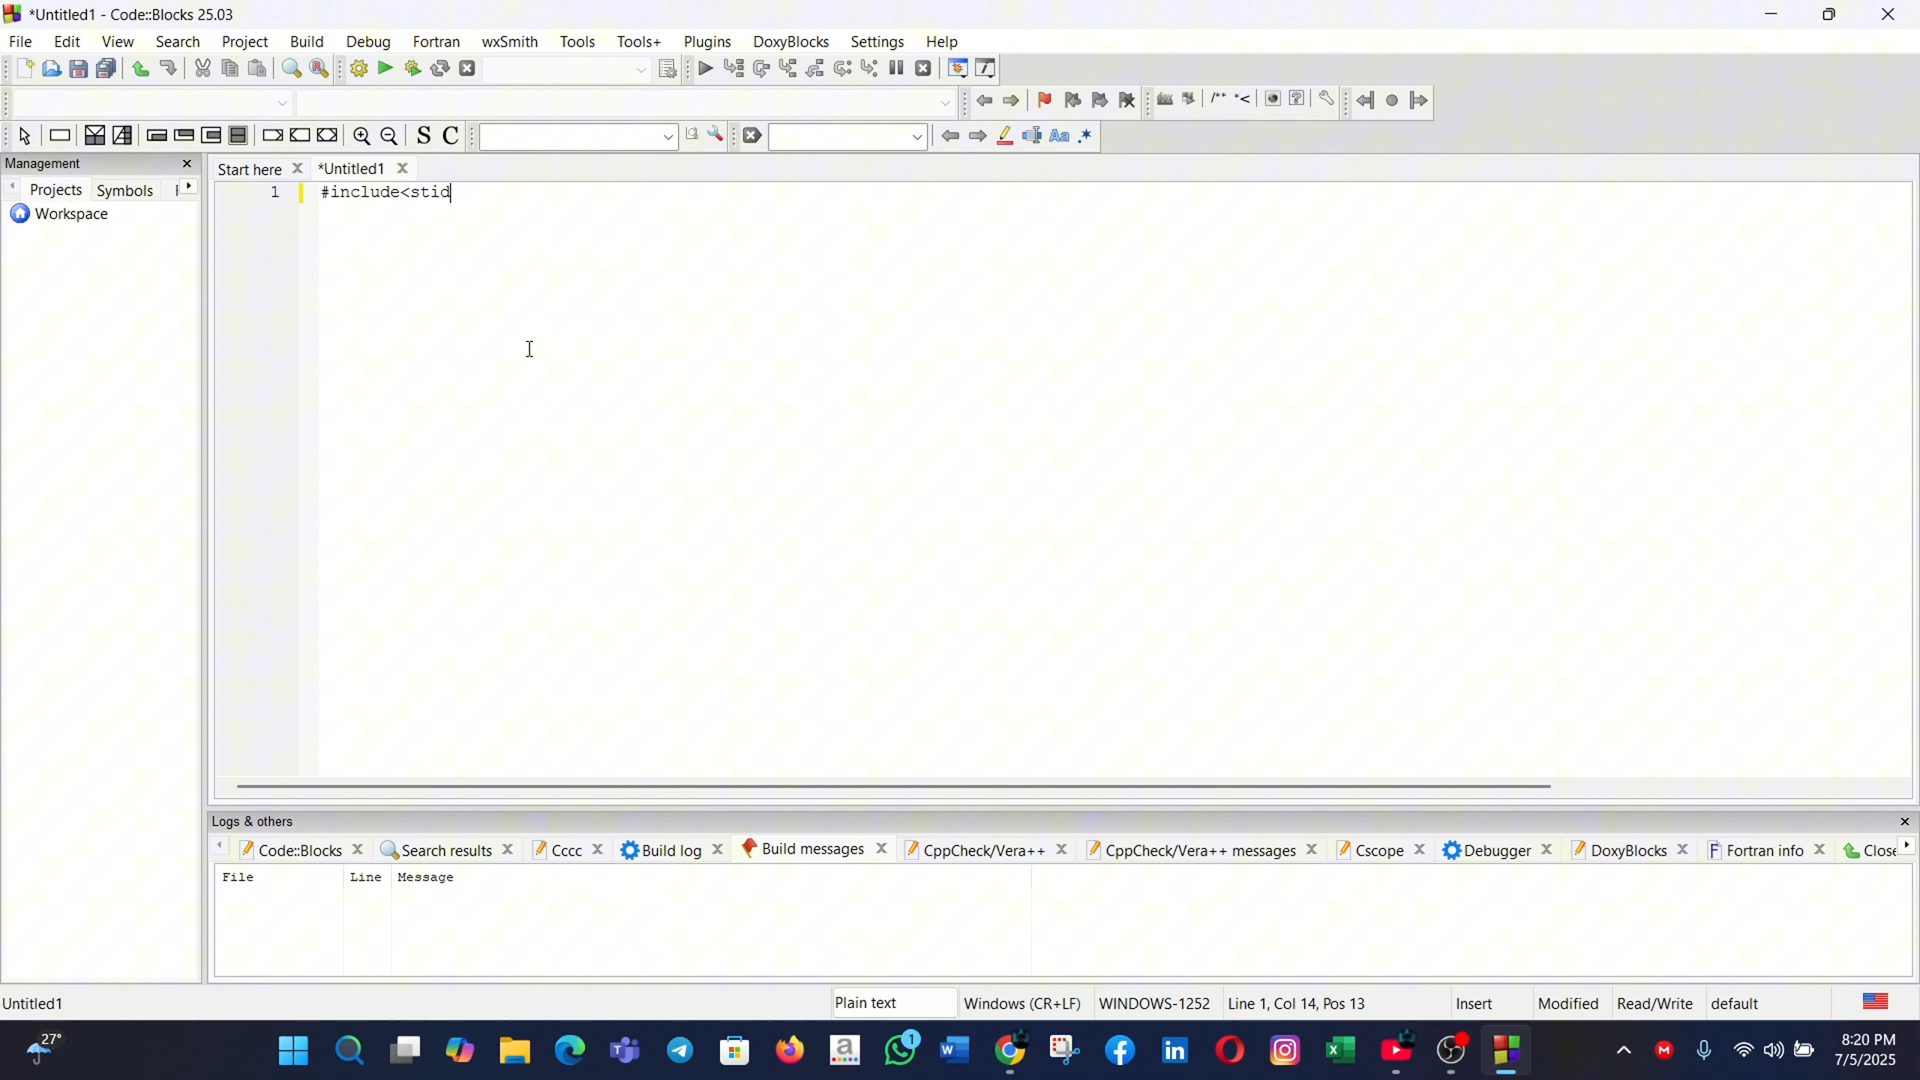 *Untitled1 - Code::Blocks 25.03
File Edit View Search Project Build Debug Fortran wxSmith Tools Tools+ Plugins DoxyBlocks Settings Help
/** *<
S C
Aa .*
Management
Start here *Untitled1
Projects Symbols
1 #include<stid
Workspace
Logs & others
Code::Blocks Search results Cccc Build log Build messages CppCheck/Vera++ CppCheck/Vera++ messages Cscope Debugger DoxyBlocks Fortran info Close
File Line Message
Untitled1 Plain text Windows (CR+LF) WINDOWS-1252 Line 1, Col 14, Pos 13 Insert Modified Read/Write default
27° 1 8:20 PM
7/5/2025